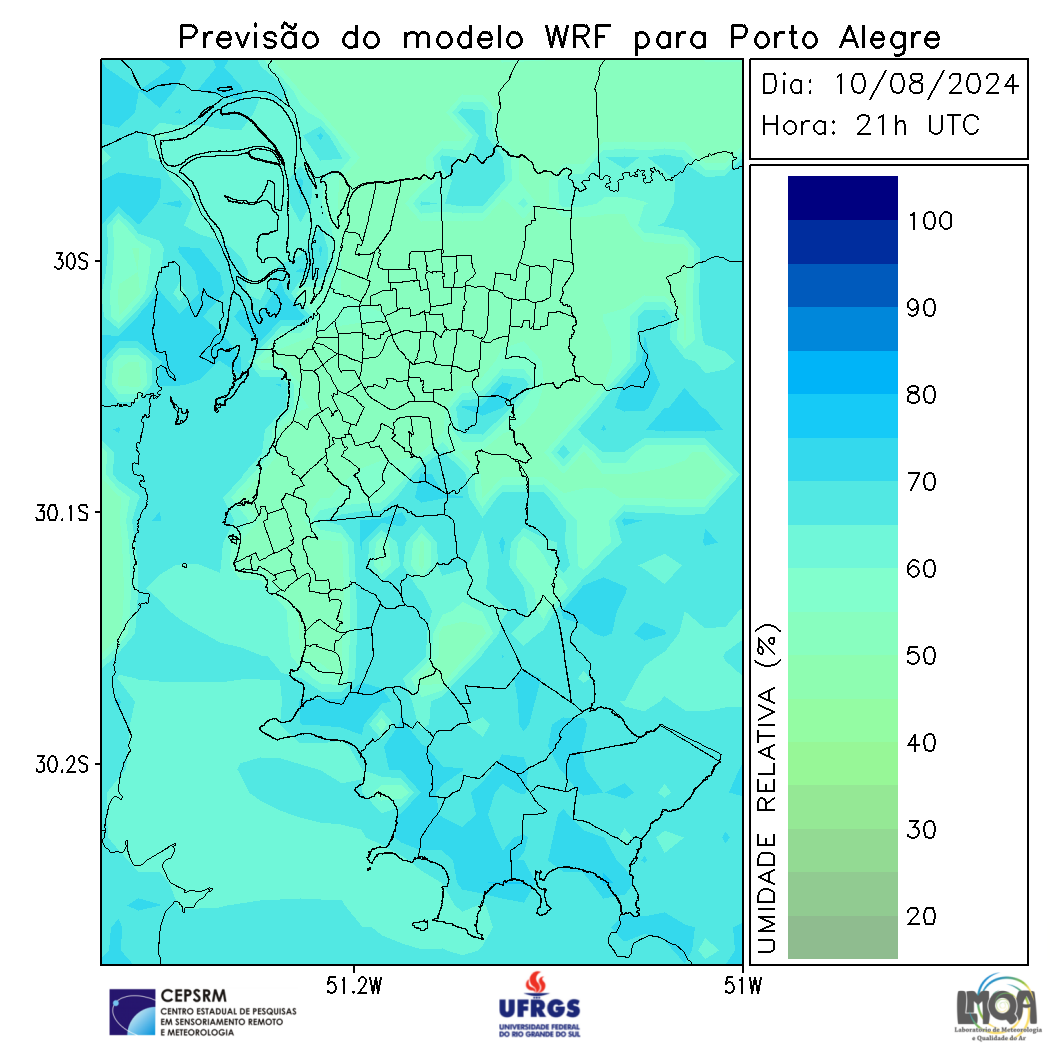 Previsão do modelo WRF para Porto Alegre
Dia: 10/08/2024
Hora: 21h UTC
30S
30.1S
30.2S
51.2W
51W
UMIDADE RELATIVA (%)
100
90
80
70
60
50
40
30
20
CEPSRM
CENTRO ESTADUAL DE PESQUISAS
EM SENSORIAMENTO REMOTO
E METEOROLOGIA
UFRGS
UNIVERSIDADE FEDERAL
DO RIO GRANDE DO SUL
LMQA
Laboratório de Meteorologia
e Qualidade do Ar